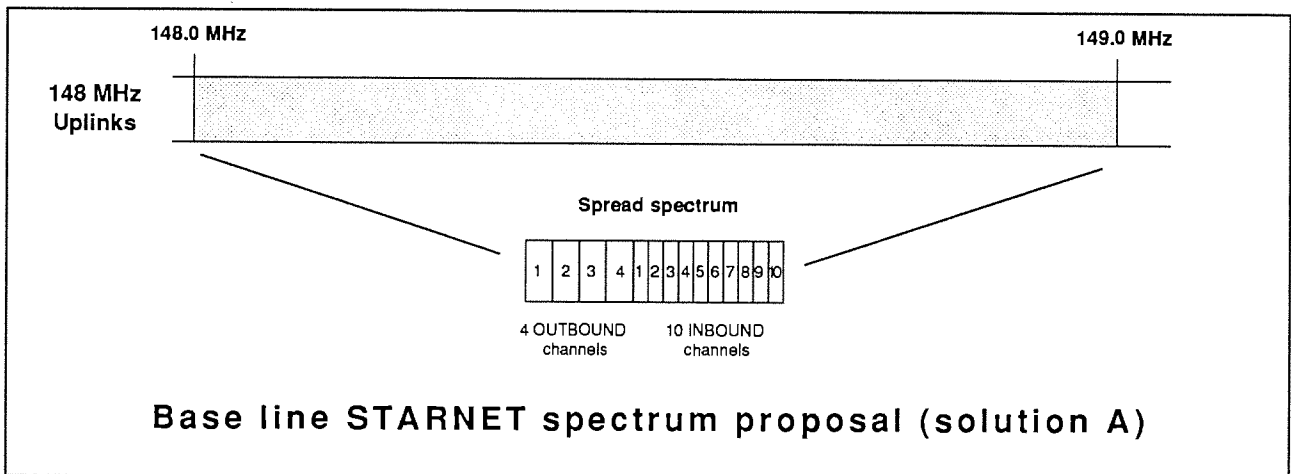 148.0 MHz 149.0 MHz
148 MHz
Uplinks
Spread spectrum
1 2 3 4 1 2 3 4 5 6 7 8 9 10
4 OUTBOUND channels
10 INBOUND channels
Base line STARNET spectrum proposal (solution A)